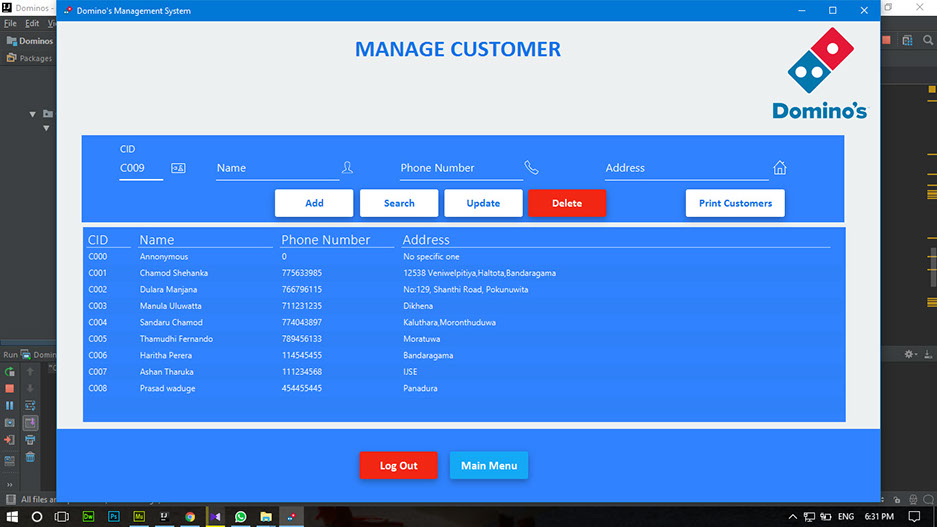 Dominos -
Domino's Management System
File Edit Vi
Dominos
Packages
MANAGE CUSTOMER
Domino's
CID
C009 Name Phone Number Address
Add Search Update Delete Print Customers
CID Name Phone Number Address
C000 Annonymous 0 No specific one
C001 Chamod Shehanka 775633985 12538 Veniwelpitiya,Haltota,Bandaragama
C002 Dulara Manjana 766796115 No:129, Shanthi Road, Pokunuwita
C003 Manula Uluwatta 711231235 Dikhena
C004 Sandaru Chamod 774043897 Kaluthara,Moronthuduwa
C005 Thamudhi Fernando 789456133 Moratuwa
C006 Haritha Perera 114545455 Bandaragama
C007 Ashan Tharuka 111234568 IJSE
C008 Prasad waduge 454455445 Panadura
Run Domin
Log Out Main Menu
All files ar
Dw Ps Mu IJ ENG 6:31 PM